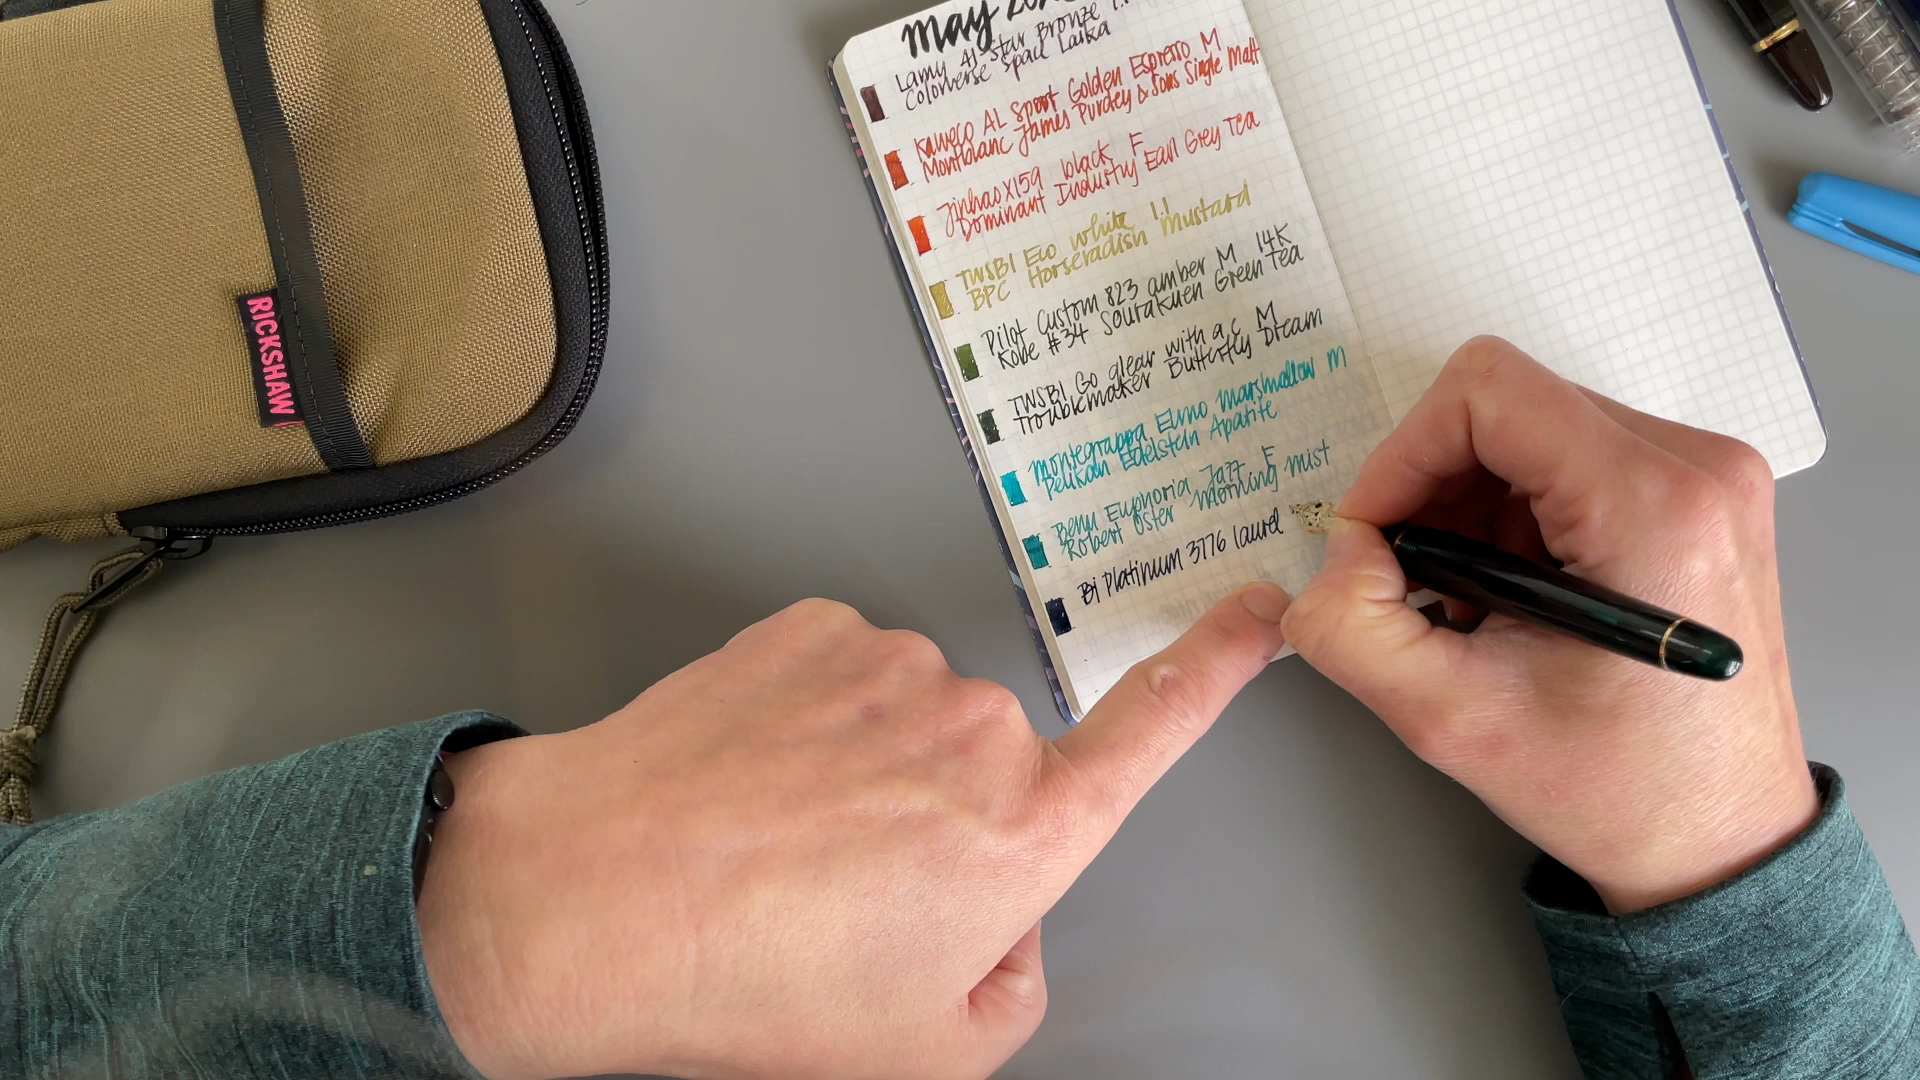 May
Lamy Al Star Bronze 1.1
Colorverse Space Laika
Kaweco AL Sport Golden Espresso M
Montblanc James Purdey & Sons Single Malt
Jinhao X159 black F
Dominant Industry Earl Grey Tea
TWSBI Eco white 1.1
BPC Horseradish Mustard
Pilot Custom 823 amber M 14K
Kobe #34 Sourakuen Green Tea
TWSBI Go clear with a c M
Troublemaker Butterfly Dream
Montegrappa Elmo Marshmallow M
Pelikan Edelstein Apatite
Benu Euphoria Jazz F
Robert Oster Morning mist
Platinum 3776 laurel
RICKSHAW